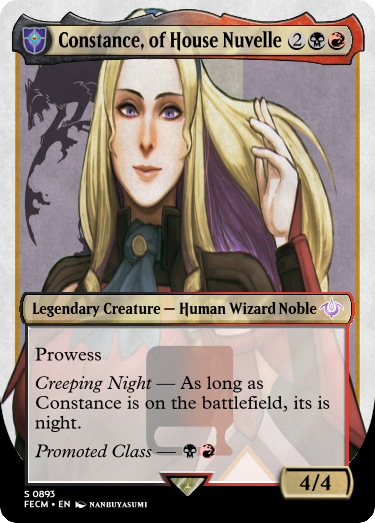 Constance, of House Nuvelle 2
Legendary Creature — Human Wizard Noble
Prowess
Creeping Night — As long as
Constance is on the battlefield, its is
night.
Promoted Class —
4/4
S 0893
FECM • EN NANBUYASUMI